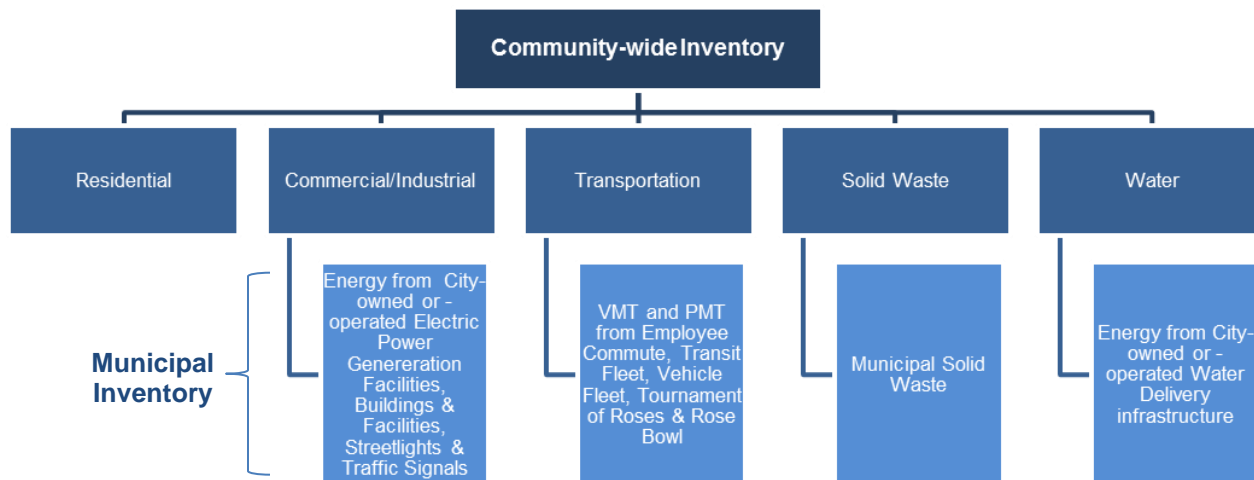 Community-wide Inventory
Residential
Commercial/Industrial
Transportation
Solid Waste
Water
Municipal
Inventory
Energy from City-
owned or -
operated Electric
Power
Genereration
Facilities,
Buildings &
Facilities,
Streetlights &
Traffic Signals
VMT and PMT
from Employee
Commute, Transit
Fleet, Vehicle
Fleet, Tournament
of Roses & Rose
Bowl
Municipal Solid
Waste
Energy from City-
owned or -
operated Water
Delivery
infrastructure